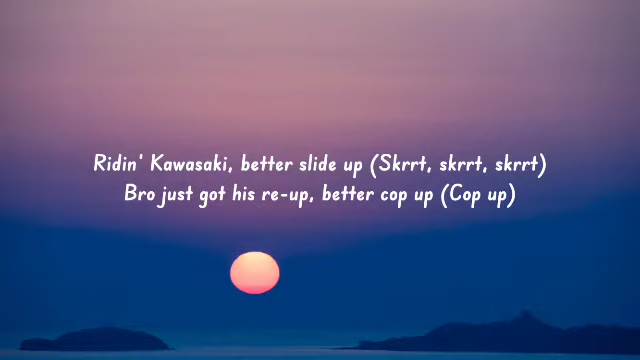 Ridin' Kawasaki, better slide up (Skrrt, skrrt, skrrt)
Bro just got his re-up, better cop up (Cop up)